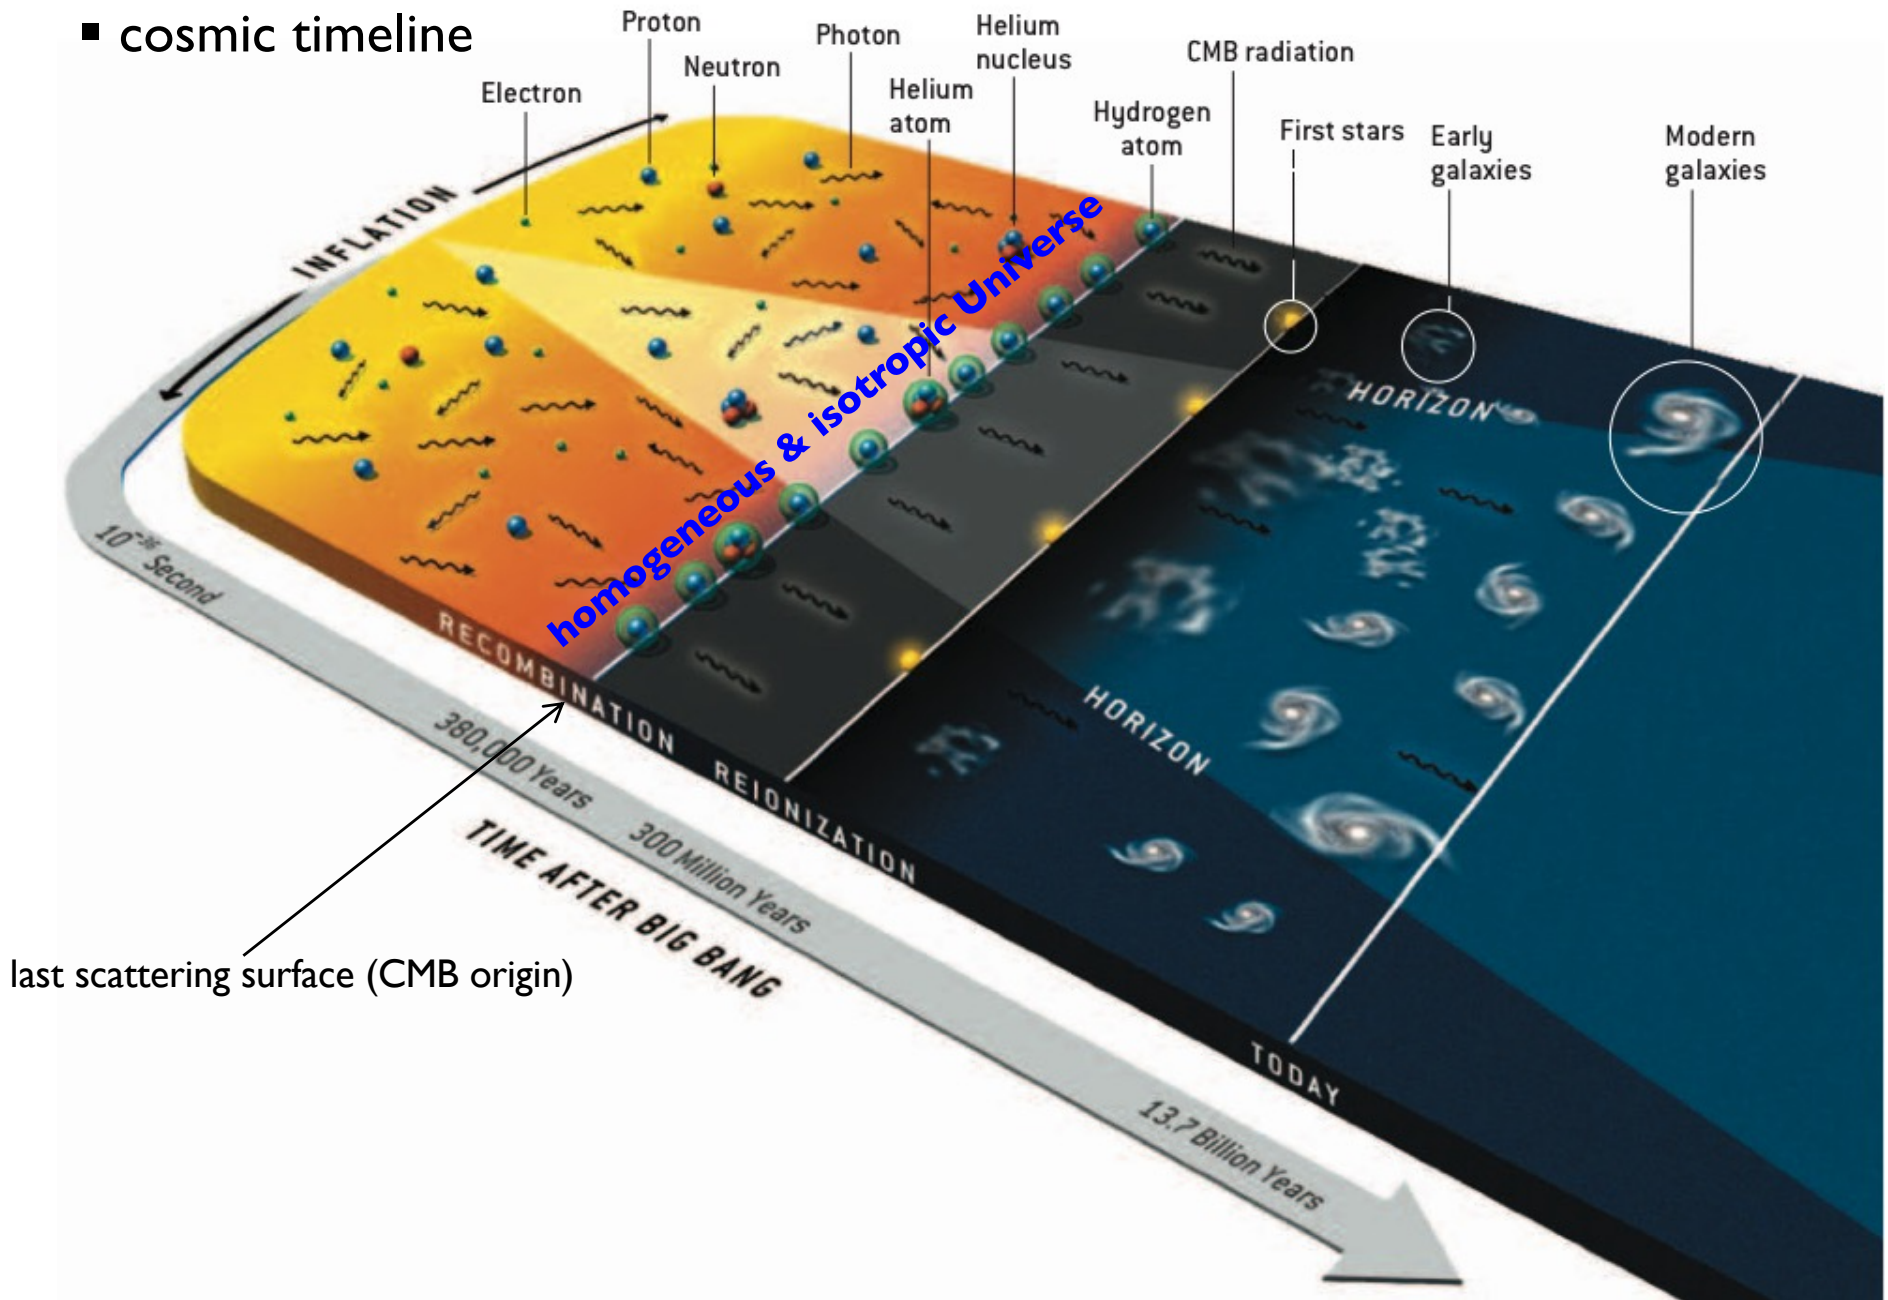 ▪ cosmic timeline
Proton
Photon
Helium
nucleus
CMB radiation
Neutron
Electron
Helium
atom
Hydrogen
atom
First stars
Early
galaxies
Modern
galaxies
INFLATION
homogeneous & isotropic Universe
HORIZON
HORIZON
10⁻³⁶ Second
RECOMBINATION
380,000 Years
REIONIZATION
300 Million Years
TIME AFTER BIG BANG
last scattering surface (CMB origin)
TODAY
13.7 Billion Years